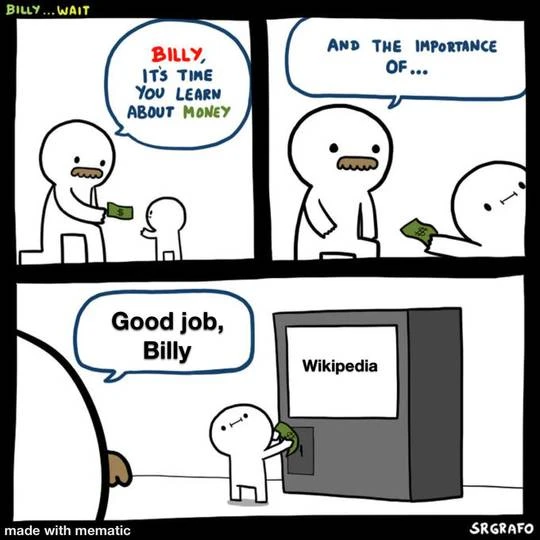 BILLY...WAIT
BILLY,
IT'S TIME
YOU LEARN
ABOUT MONEY
AND THE IMPORTANCE
OF...
$
$
Good job,
Billy
Wikipedia
made with mematic
SRGRAFO